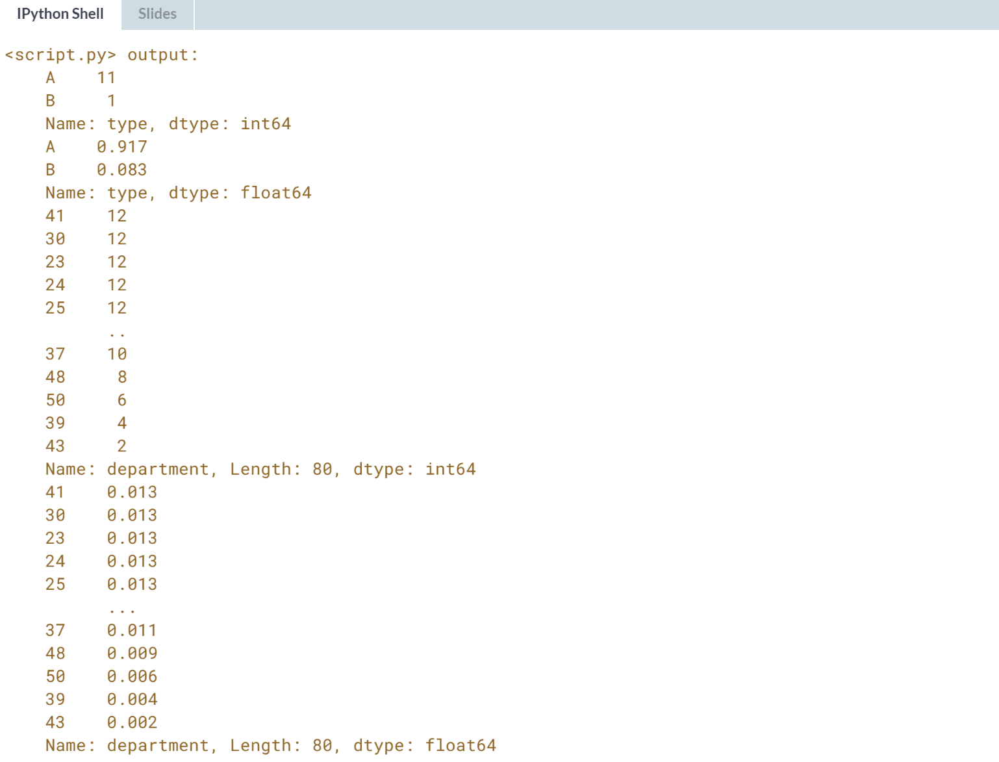 IPython Shell
Slides
<script.py> output:
    A    11
    B     1
    Name: type, dtype: int64
    A    0.917
    B    0.083
    Name: type, dtype: float64
    41    12
    30    12
    23    12
    24    12
    25    12
          ..
    37    10
    48     8
    50     6
    39     4
    43     2
    Name: department, Length: 80, dtype: int64
    41    0.013
    30    0.013
    23    0.013
    24    0.013
    25    0.013
          ...
    37    0.011
    48    0.009
    50    0.006
    39    0.004
    43    0.002
    Name: department, Length: 80, dtype: float64